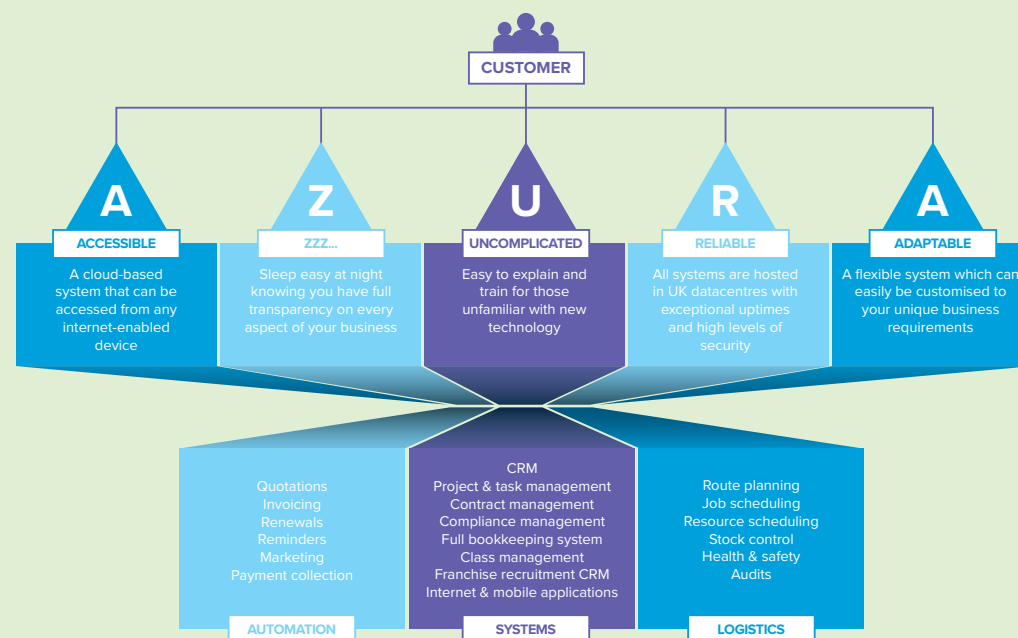 CUSTOMER
A
ACCESSIBLE
A cloud-based
system that can be
accessed from any
internet-enabled
device
Z
ZZZ...
Sleep easy at night
knowing you have full
transparency on every
aspect of your business
U
UNCOMPLICATED
Easy to explain and
train for those
unfamiliar with new
technology
R
RELIABLE
All systems are hosted
in UK datacentres with
exceptional uptimes
and high levels of
security
A
ADAPTABLE
A flexible system which can
easily be customised to
your unique business
requirements
Quotations
Invoicing
Renewals
Reminders
Marketing
Payment collection
AUTOMATION
CRM
Project & task management
Contract management
Compliance management
Full bookkeeping system
Class management
Franchise recruitment CRM
Internet & mobile applications
SYSTEMS
Route planning
Job scheduling
Resource scheduling
Stock control
Health & safety
Audits
LOGISTICS